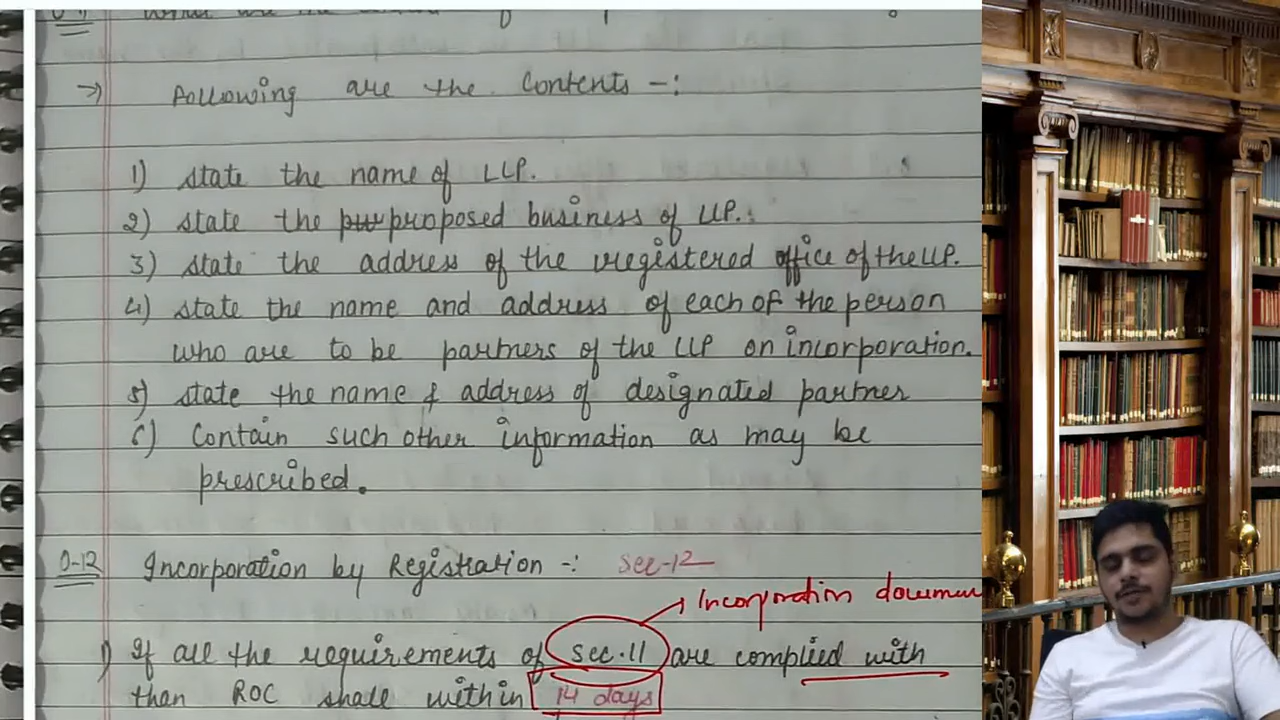 → Following are the Contents -:
1) state the name of LLP.
2) state the proposed business of LLP.
3) state the address of the registered office of the LLP.
4) state the name and address of each of the person
who are to be partners of the LLP on incorporation.
5) state the name & address of designated partner
6) Contain such other information as may be
prescribed.
Q-12 Incorporation by Registration -: Sec-12
→ Incorporation docum
1) If all the requirements of sec.11 are complied with
than ROC shall within 14 days